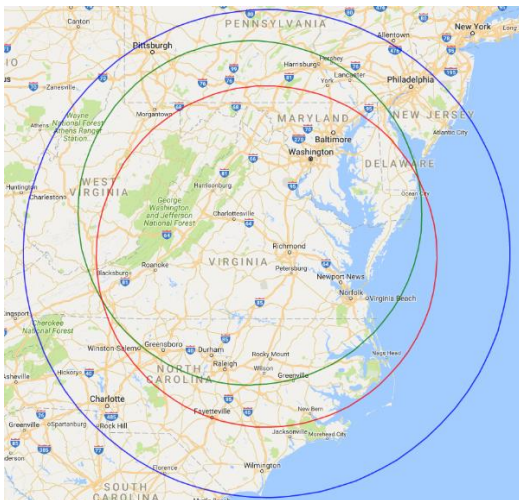 New York
Canton
PENNSYLVANIA
Allentown
Pittsburgh
Harrisburg
Hershey
Lancaster
York
Philadelphia
Zanesville
Morgantown
Wayne
National Forest
Athens Ranger
Station
Athens
MARYLAND
NEW JERSEY
Baltimore
Atlantic City
Washington
DELAWARE
WEST
VIRGINIA
Harrisonburg
Huntington
Charleston
George
Washington
and Jefferson
National Forest
Ocean City
Charlottesville
Richmond
Roanoke
VIRGINIA
Petersburg
Blacksburg
Newport News
Norfolk
Virginia Beach
Kingsport
Cherokee
National Forest
Winston-Salem
Greensboro
Durham
Rocky Mount
Nags Head
Raleigh
Wilson
Hickory
NORTH
CAROLINA
Greenville
Asheville
Charlotte
Fayetteville
New Bern
Greenville
Spartanburg
Rock Hill
Jacksonville
Morehead City
Florence
Wilmington
SOUTH
CAROLINA